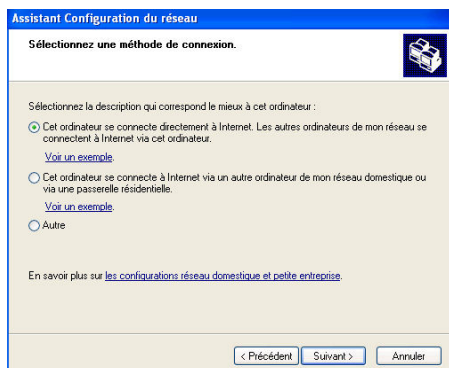 Assistant Configuration du réseau
Sélectionnez une méthode de connexion.
Sélectionnez la description qui correspond le mieux à cet ordinateur :
Cet ordinateur se connecte directement à Internet. Les autres ordinateurs de mon réseau se
connectent à Internet via cet ordinateur.
Voir un exemple.
Cet ordinateur se connecte à Internet via un autre ordinateur de mon réseau domestique ou
via une passerelle résidentielle.
Voir un exemple.
Autre
En savoir plus sur les configurations réseau domestique et petite entreprise.
< Précédent Suivant > Annuler